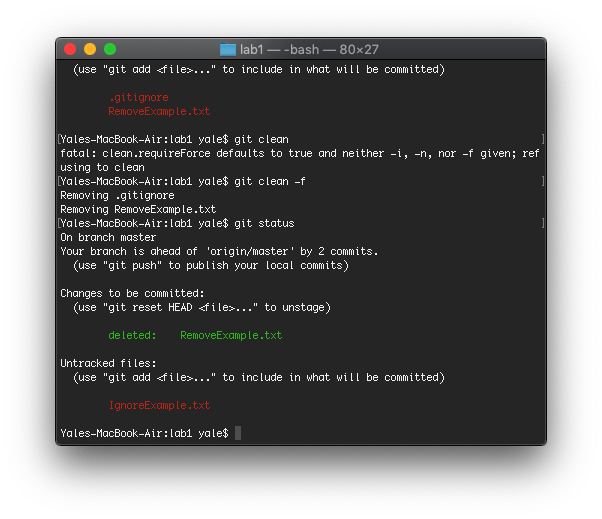 lab1 — -bash — 80×27
(use "git add <file>..." to include in what will be committed)
.gitignore
RemoveExample.txt
[Yales-MacBook-Air:lab1 yale$ git clean ]
fatal: clean.requireForce defaults to true and neither -i, -n, nor -f given; ref
using to clean
[Yales-MacBook-Air:lab1 yale$ git clean -f ]
Removing .gitignore
Removing RemoveExample.txt
[Yales-MacBook-Air:lab1 yale$ git status ]
On branch master
Your branch is ahead of 'origin/master' by 2 commits.
(use "git push" to publish your local commits)
Changes to be committed:
(use "git reset HEAD <file>..." to unstage)
deleted:    RemoveExample.txt
Untracked files:
(use "git add <file>..." to include in what will be committed)
IgnoreExample.txt
Yales-MacBook-Air:lab1 yale$